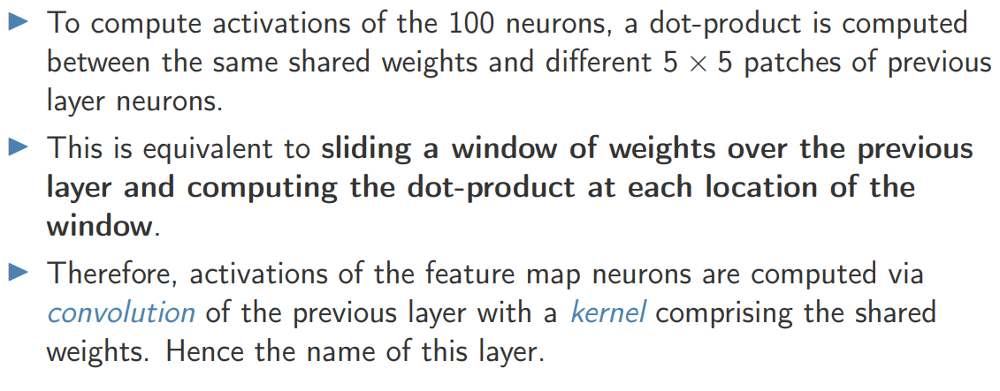 To compute activations of the 100 neurons, a dot-product is computed
between the same shared weights and different 5 × 5 patches of previous
layer neurons.
This is equivalent to sliding a window of weights over the previous
layer and computing the dot-product at each location of the
window.
Therefore, activations of the feature map neurons are computed via
convolution of the previous layer with a kernel comprising the shared
weights. Hence the name of this layer.